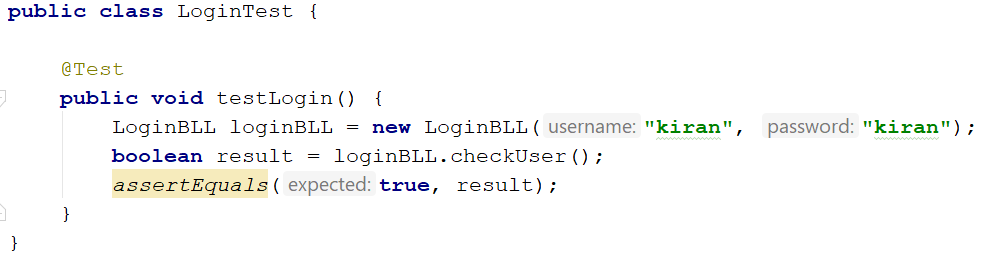 public class LoginTest {
@Test
public void testLogin() {
LoginBLL loginBLL = new LoginBLL( username: "kiran", password: "kiran");
boolean result = loginBLL.checkUser();
assertEquals( expected: true, result);
}
}